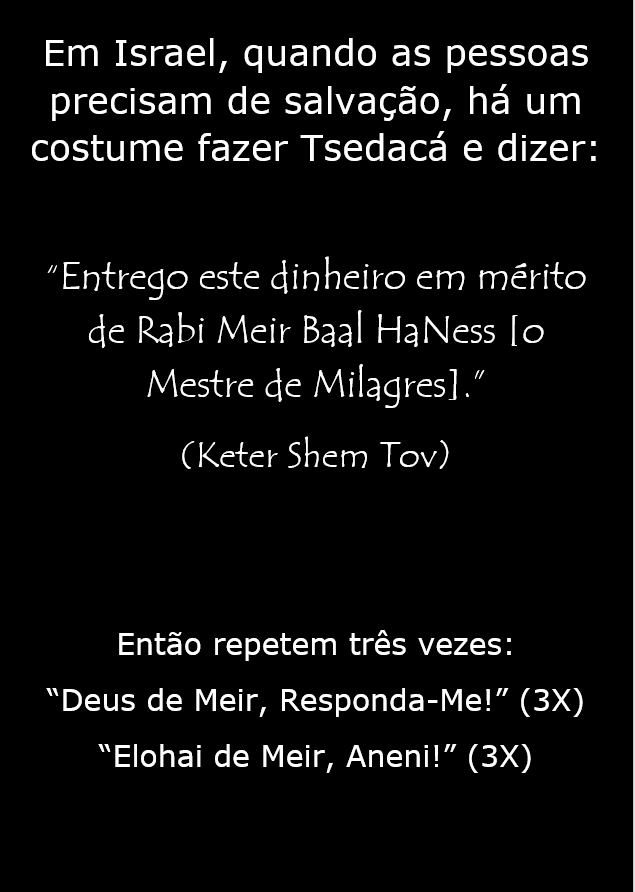 Em Israel, quando as pessoas
precisam de salvação, há um
costume fazer Tsedacá e dizer:
“Entrego este dinheiro em mérito
de Rabi Meir Baal HaNess [o
Mestre de Milagres].”
(Keter Shem Tov)
Então repetem três vezes:
“Deus de Meir, Responda-Me!” (3X)
“Elohai de Meir, Aneni!” (3X)